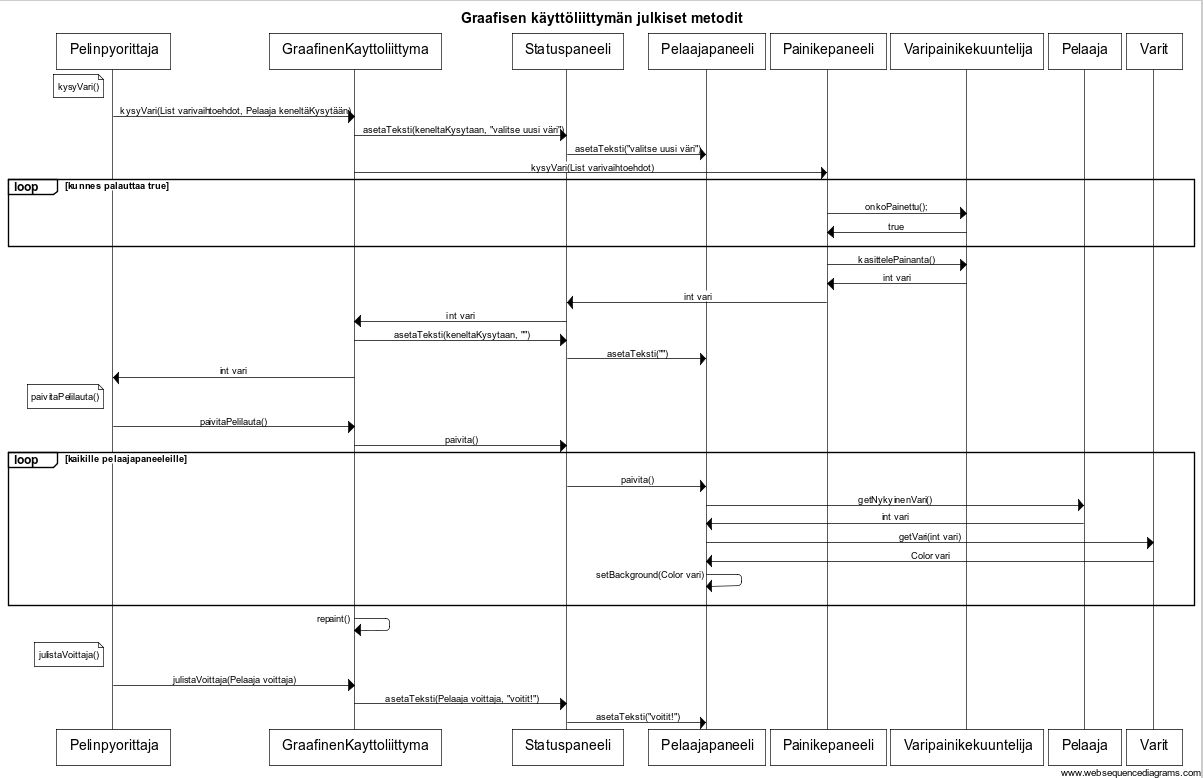 Graafisen käyttöliittymän julkiset metodit
Pelinpyorittaja GraafinenKayttoliittyma Statuspaneeli Pelaajapaneeli Painikepaneeli Varipainikekuuntelija Pelaaja Varit
kysyVari()
kysyVari(List varivaihtoehdot, Pelaaja keneltäKysytään)
asetaTeksti(keneltaKysytaan, "valitse uusi väri")
asetaTeksti("valitse uusi väri")
kysyVari(List varivaihtoehdot)
loop [kunnes palauttaa true]
onkoPainettu();
true
kasittelePainanta()
int vari
int vari
int vari
asetaTeksti(keneltaKysytaan, "")
asetaTeksti("")
int vari
paivitaPelilauta()
paivitaPelilauta()
paivita()
loop [kaikille pelaajapaneeleille]
paivita()
getNykyinenVari()
int vari
getVari(int vari)
Color vari
setBackground(Color vari)
repaint()
julistaVoittaja()
julistaVoittaja(Pelaaja voittaja)
asetaTeksti(Pelaaja voittaja, "voitit!")
asetaTeksti("voitit!")
Pelinpyorittaja GraafinenKayttoliittyma Statuspaneeli Pelaajapaneeli Painikepaneeli Varipainikekuuntelija Pelaaja Varit
www.websequencediagrams.com